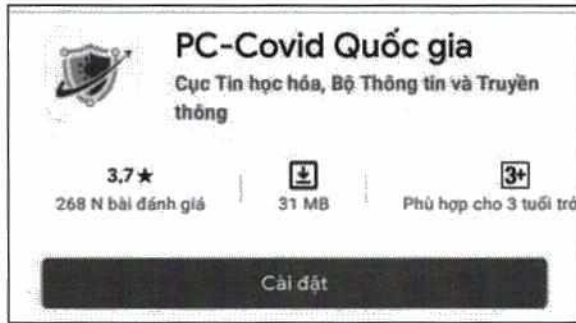 PC-Covid Quốc gia
Cục Tin học hóa, Bộ Thông tin và Truyền
thông
3,7★
268 N bài đánh giá
31 MB
3+
Phù hợp cho 3 tuổi trở
Cài đặt